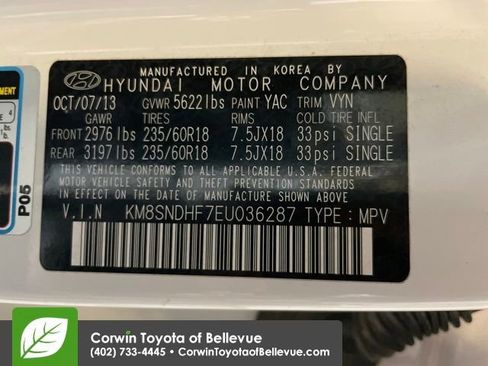 MANUFACTURED IN KOREA BY
HYUNDAI MOTOR COMPANY
OCT/07/13 GVWR 5622lbs PAINT YAC TRIM VYN
GAWR TIRES RIMS COLD TIRE INFL
FRONT 2976lbs 235/60R18 7.5JX18 33psi SINGLE
REAR 3197lbs 235/60R18 7.5JX18 33psi SINGLE
THIS VEHICLE CONFORMS TO ALL APPLICABLE U.S.A. FEDERAL
MOTOR VEHICLE SAFETY AND THEFT PREVENTION STANDARDS
IN EFFECT ON THE DATE OF MANUFACTURE SHOWN ABOVE.
V.I.N KM8SNDHF7EU036287 TYPE : MPV
P05
Corwin Toyota of Bellevue
(402) 733-4445 • CorwinToyotaofBellevue.com